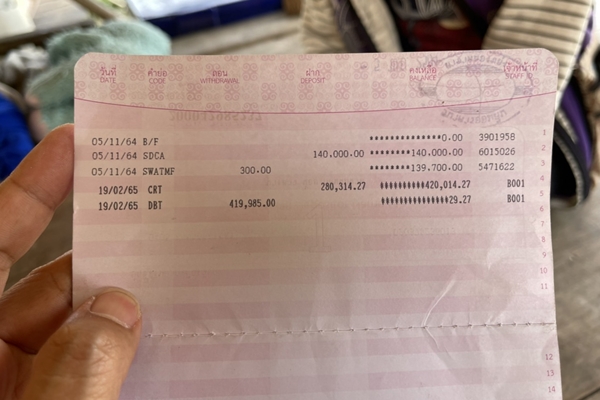 วันที่ คำย่อ ถอน ฝาก คงเหลือ เจ้าหน้าที่
DATE CODE WITHDRAWAL DEPOSIT BALANCE
05/11/64 B/F ***************0.00 3901958 1
05/11/64 SDCA 140,000.00 *******140,000.00 6015026 2
05/11/64 SWATMF 300.00 *******139,700.00 5471622 3
19/02/65 CRT 280,314.27 420,014.27 B001 4
19/02/65 DBT 419,985.00 29.27 B001 5
6
7
8
9
10
11
12
13
14